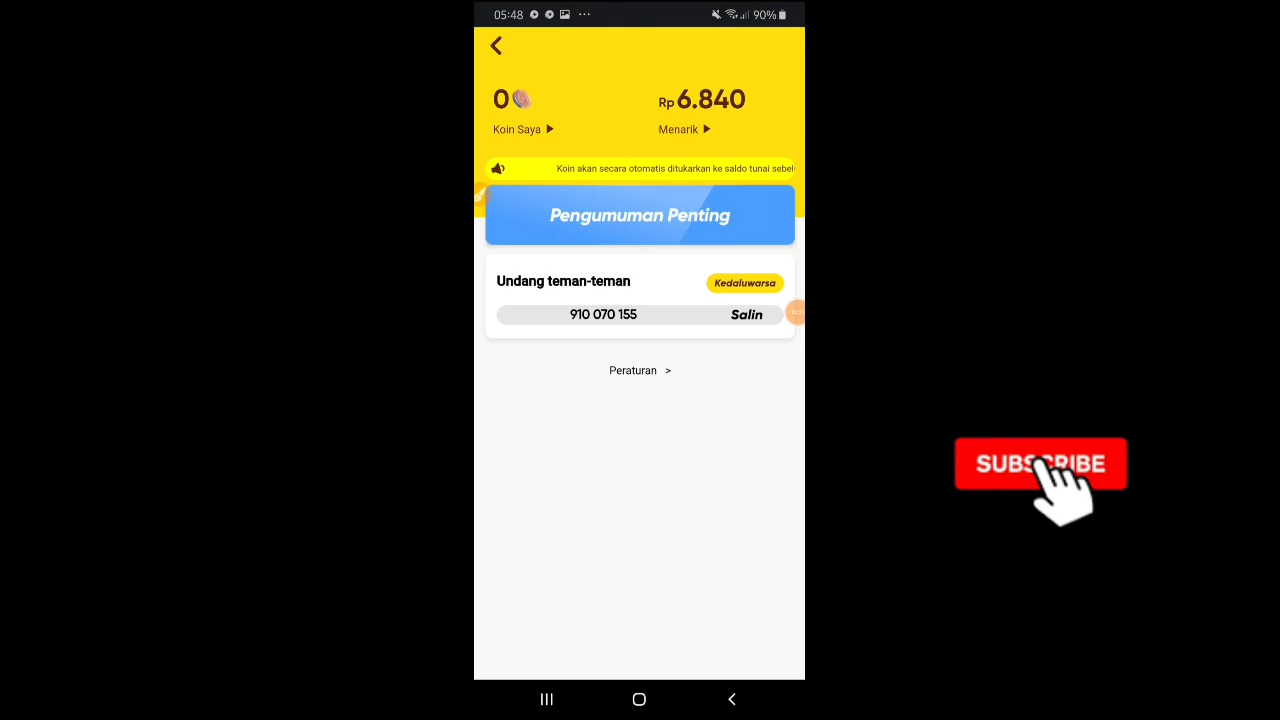 05:48 90%
0 Rp 6.840
Koin Saya Menarik
Koin akan secara otomatis ditukarkan ke saldo tunai
Pengumuman Penting
Undang teman-teman Kedaluwarsa
910 070 155 Salin
Peraturan >
SUBSCRIBE